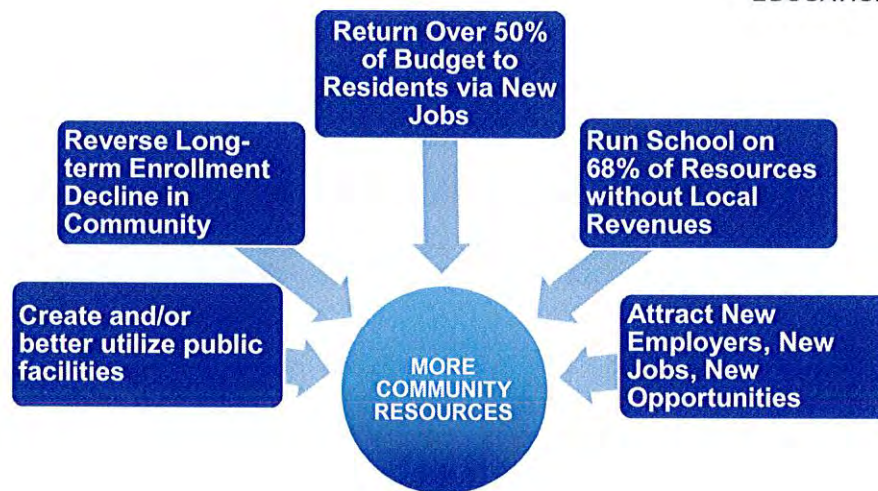 Return Over 50%
of Budget to
Residents via New
Jobs
Reverse Long-
term Enrollment
Decline in
Community
Run School on
68% of Resources
without Local
Revenues
Create and/or
better utilize public
facilities
Attract New
Employers, New
Jobs, New
Opportunities
MORE
COMMUNITY
RESOURCES